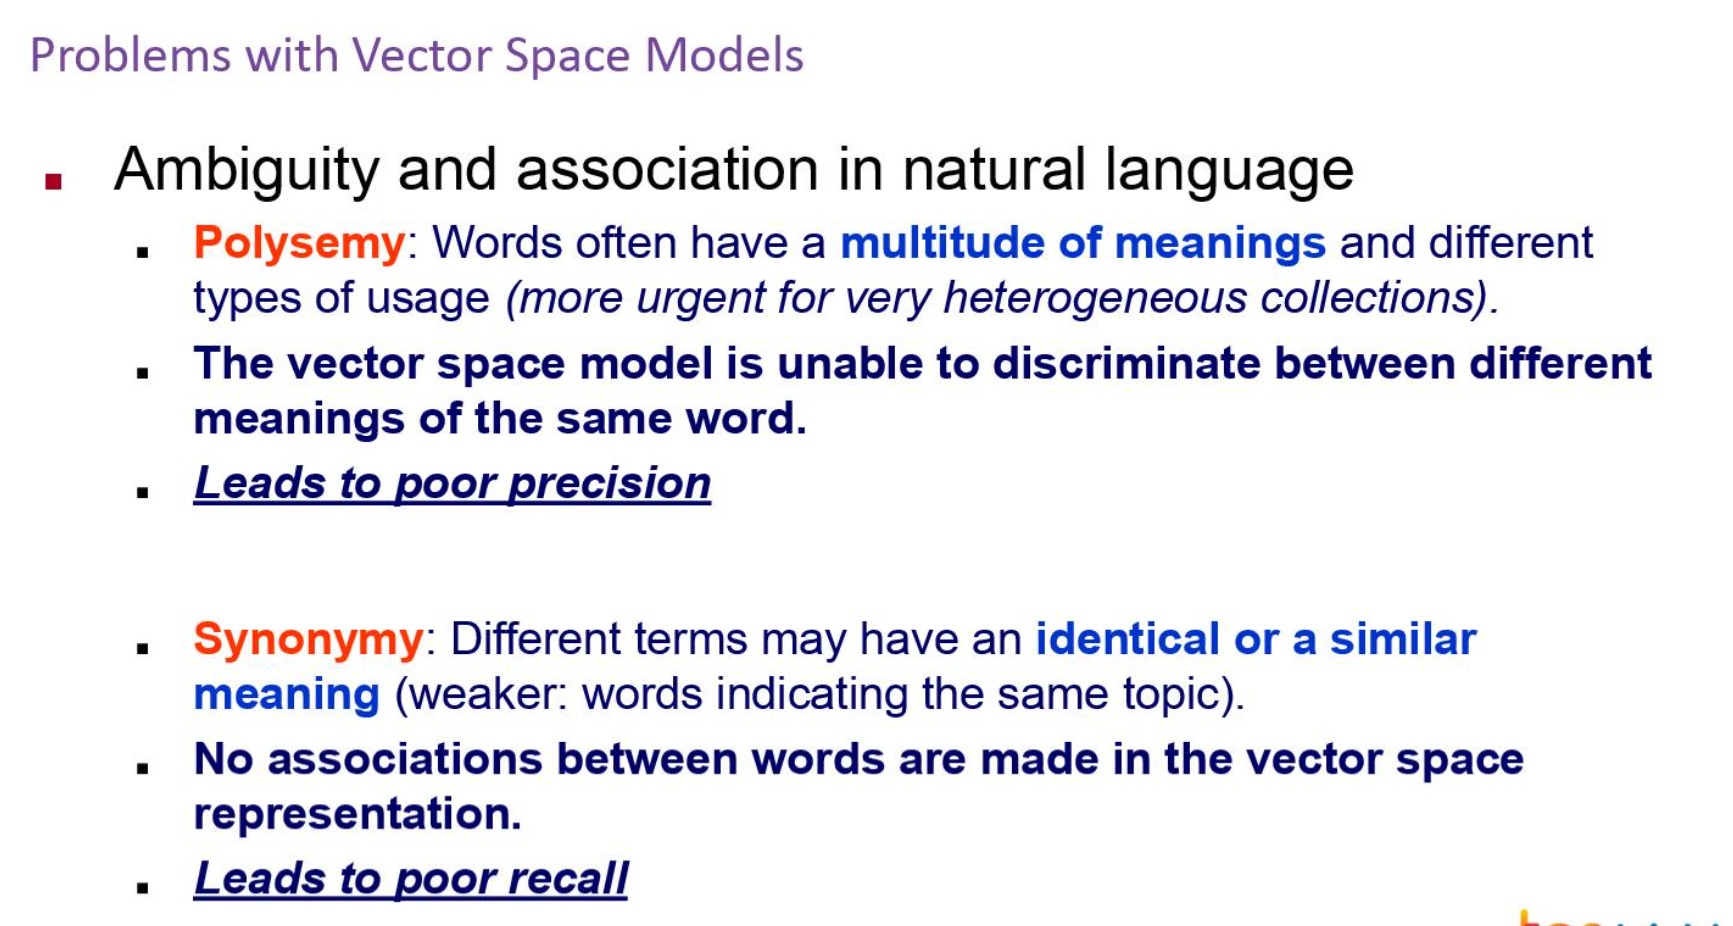 Problems with Vector Space Models
Ambiguity and association in natural language
Polysemy: Words often have a multitude of meanings and different
types of usage (more urgent for very heterogeneous collections).
The vector space model is unable to discriminate between different
meanings of the same word.
Leads to poor precision
Synonymy: Different terms may have an identical or a similar
meaning (weaker: words indicating the same topic).
No associations between words are made in the vector space
representation.
Leads to poor recall